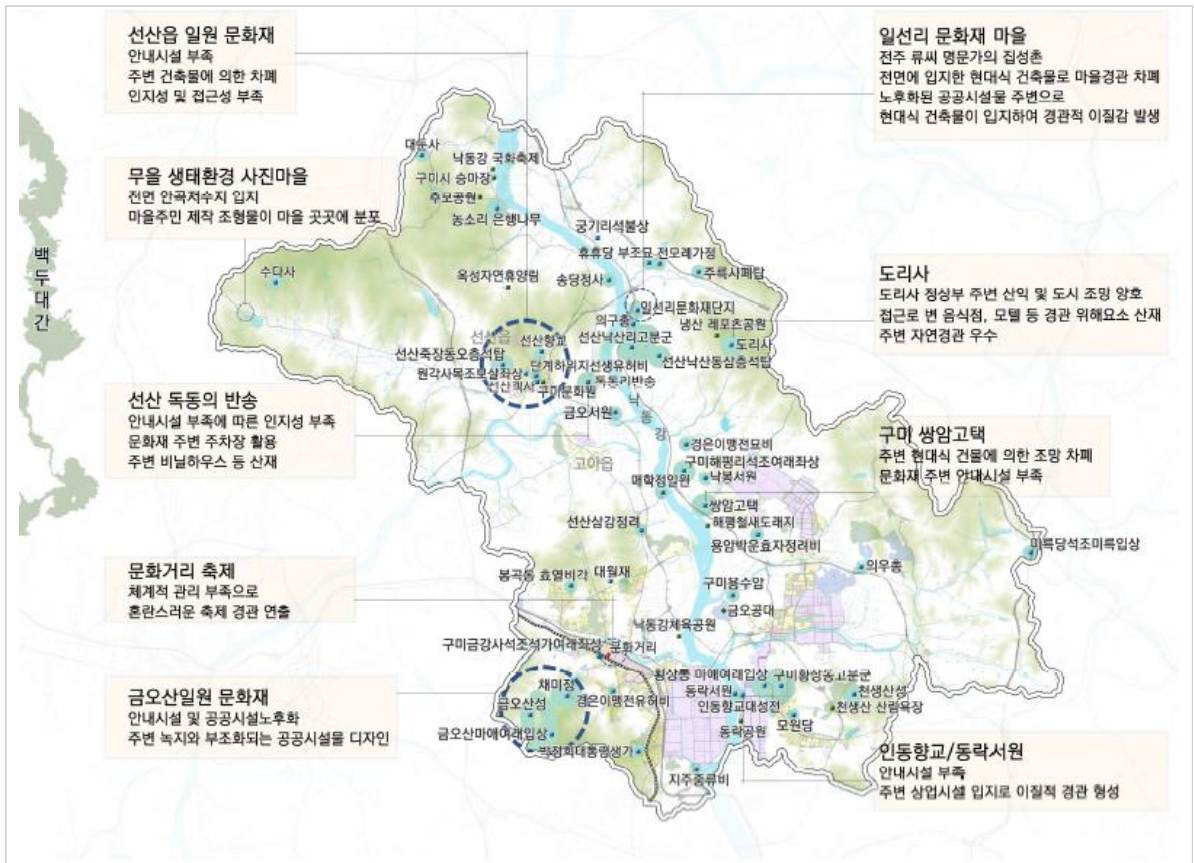 선산읍 일원 문화재
안내시설 부족
주변 건축물에 의한 차폐
인지성 및 접근성 부족
일선리 문화재 마을
전주 류씨 명문가의 집성촌
전면에 입지한 현대식 건축물로 마을경관 차폐
노후화된 공공시설물 주변으로
현대식 건축물이 입지하여 경관적 이질감 발생
무을 생태환경 사진마을
전면 안곡저수지 입지
마을주민 제작 조형물이 마을 곳곳에 분포
백두대간
도리사
도리사 정상부 주변 산악 및 도시 조망 양호
접근로 변 음식점, 모텔 등 경관 위해요소 산재
주변 자연경관 우수
선산 독동의 반송
안내시설 부족에 따른 인지성 부족
문화재 주변 주차장 활용
주변 비닐하우스 등 산재
구미 쌍암고택
주변 현대식 건물에 의한 조망 차폐
문화재 주변 안내시설 부족
문화거리 축제
체계적 관리 부족으로
혼란스러운 축제 경관 연출
금오산일원 문화재
안내시설 및 공공시설노후화
주변 녹지와 부조화되는 공공시설물 디자인
인동향교/동락서원
안내시설 부족
주변 상업시설 입지로 이질적 경관 형성
대둔사
낙동강 국화축제
구미시 승마장
농소리 은행나무
궁기리석불상
휴휴당 부조묘 전모례가정
주륵사폐탑
수다사
옥성자연휴양림
송당정사
일선리문화재단지
의구총
냉산 레포츠공원
선산읍
선산향교
선산낙산리고분군
도리사
선산죽장동오층석탑
단계하위지선생유허비
선산낙산동삼층석탑
원각사목조보살좌상
독동리반송
선산객사
구미문화원
금오서원
낙동강
고아읍
경은이맹전묘비
구미해평리석조여래좌상
낙봉서원
매학정일원
쌍암고택
해평철새도래지
선산삼강정려
용암박운효자정려비
미륵당석조미륵입상
의우총
봉곡동 효열비각
대월재
구미용수암
금오공대
낙동강체육공원
구미금강사석조석가여래좌상
문화거리
황상동 마애여래입상
구미황상동고분군
채미정
동락서원
천생산성
금오산성
경은이맹전유허비
인동향교대성전
천생산 산림욕장
모원당
금오산마애여래입상
동락공원
박정희대통령생가
지주중류비